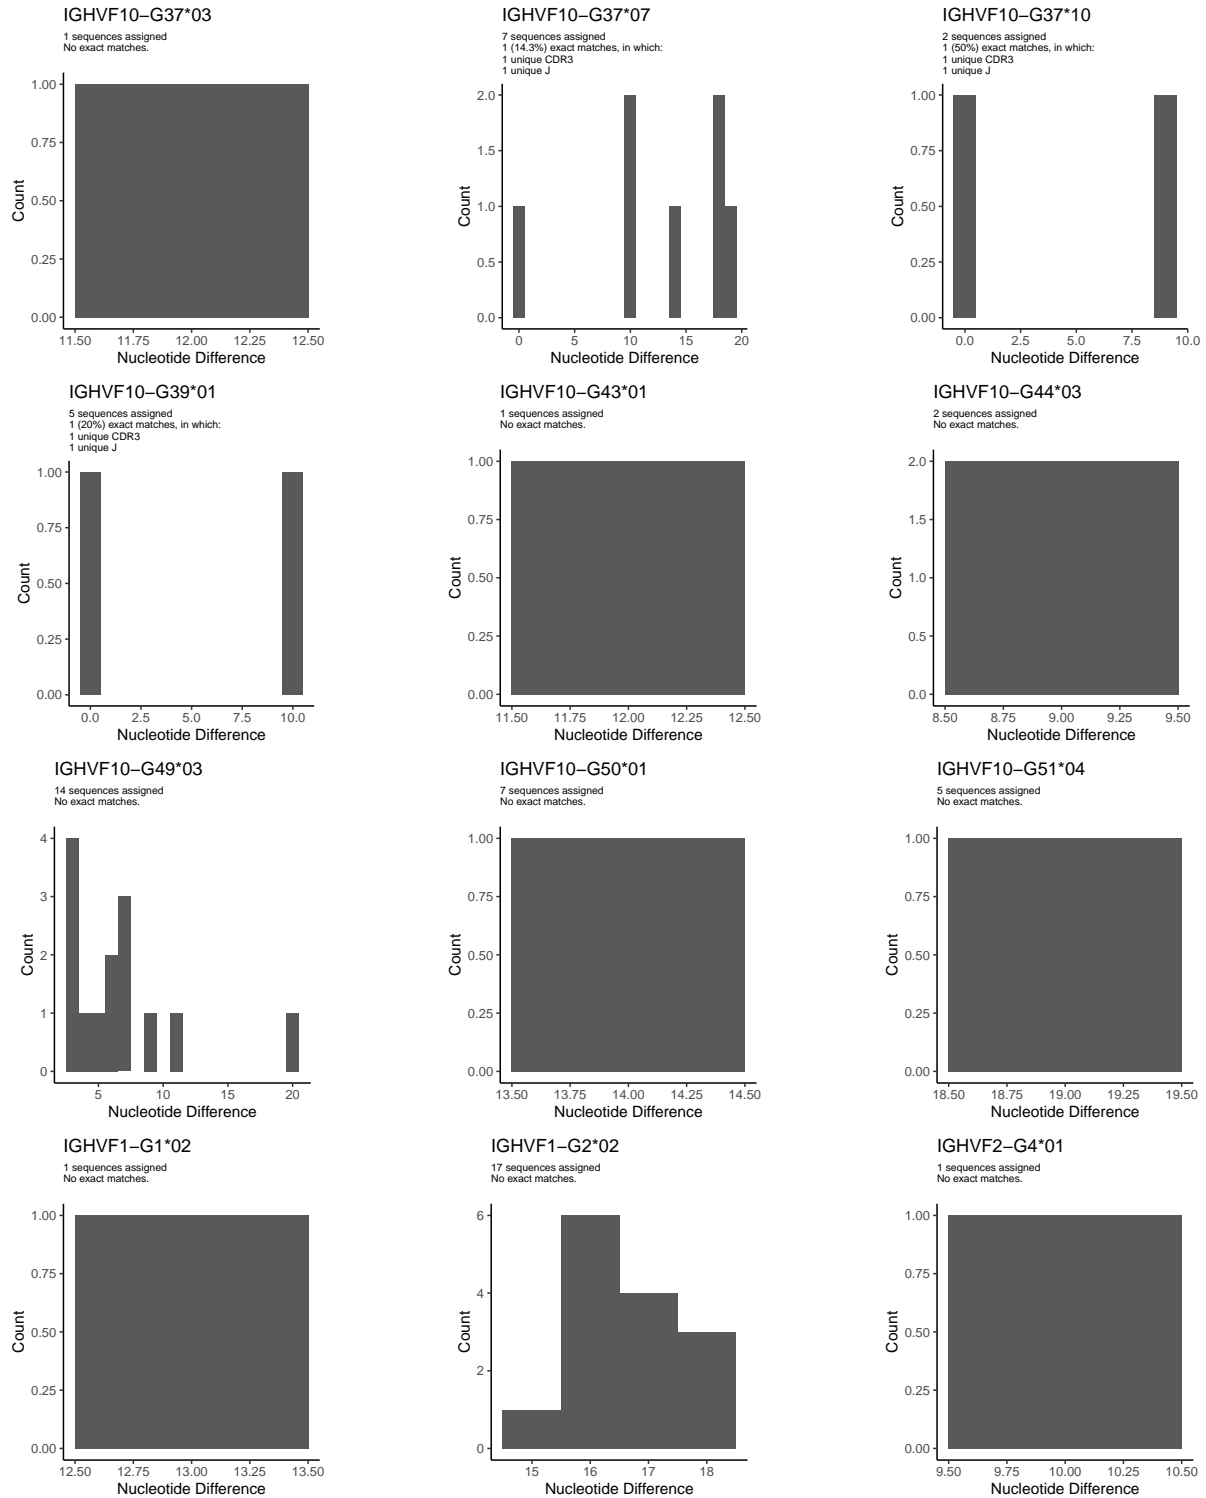 IGHVF10−G37*03
1 sequences assigned
No exact matches.
1.00
0.75
0.50
0.25
0.00
Count
11.50 11.75 12.00 12.25 12.50
Nucleotide Difference
IGHVF10−G37*07
7 sequences assigned
1 (14.3%) exact matches, in which:
1 unique CDR3
1 unique J
2.0
1.5
1.0
0.5
0.0
Count
0 5 10 15 20
Nucleotide Difference
IGHVF10−G37*10
2 sequences assigned
1 (50%) exact matches, in which:
1 unique CDR3
1 unique J
1.00
0.75
0.50
0.25
0.00
Count
0.0 2.5 5.0 7.5 10.0
Nucleotide Difference
IGHVF10−G39*01
5 sequences assigned
1 (20%) exact matches, in which:
1 unique CDR3
1 unique J
1.00
0.75
0.50
0.25
0.00
Count
0.0 2.5 5.0 7.5 10.0
Nucleotide Difference
IGHVF10−G43*01
1 sequences assigned
No exact matches.
1.00
0.75
0.50
0.25
0.00
Count
11.50 11.75 12.00 12.25 12.50
Nucleotide Difference
IGHVF10−G44*03
2 sequences assigned
No exact matches.
2.0
1.5
1.0
0.5
0.0
Count
8.50 8.75 9.00 9.25 9.50
Nucleotide Difference
IGHVF10−G49*03
14 sequences assigned
No exact matches.
4
3
2
1
0
Count
5 10 15 20
Nucleotide Difference
IGHVF10−G50*01
7 sequences assigned
No exact matches.
1.00
0.75
0.50
0.25
0.00
Count
13.50 13.75 14.00 14.25 14.50
Nucleotide Difference
IGHVF10−G51*04
5 sequences assigned
No exact matches.
1.00
0.75
0.50
0.25
0.00
Count
18.50 18.75 19.00 19.25 19.50
Nucleotide Difference
IGHVF1−G1*02
1 sequences assigned
No exact matches.
1.00
0.75
0.50
0.25
0.00
Count
12.50 12.75 13.00 13.25 13.50
Nucleotide Difference
IGHVF1−G2*02
17 sequences assigned
No exact matches.
6
4
2
0
Count
15 16 17 18
Nucleotide Difference
IGHVF2−G4*01
1 sequences assigned
No exact matches.
1.00
0.75
0.50
0.25
0.00
Count
9.50 9.75 10.00 10.25 10.50
Nucleotide Difference